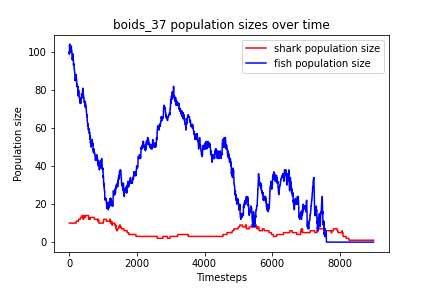 boids_37 population sizes over time
shark population size
fish population size
100
80
60
40
20
0
Population size
0 2000 4000 6000 8000
Timesteps